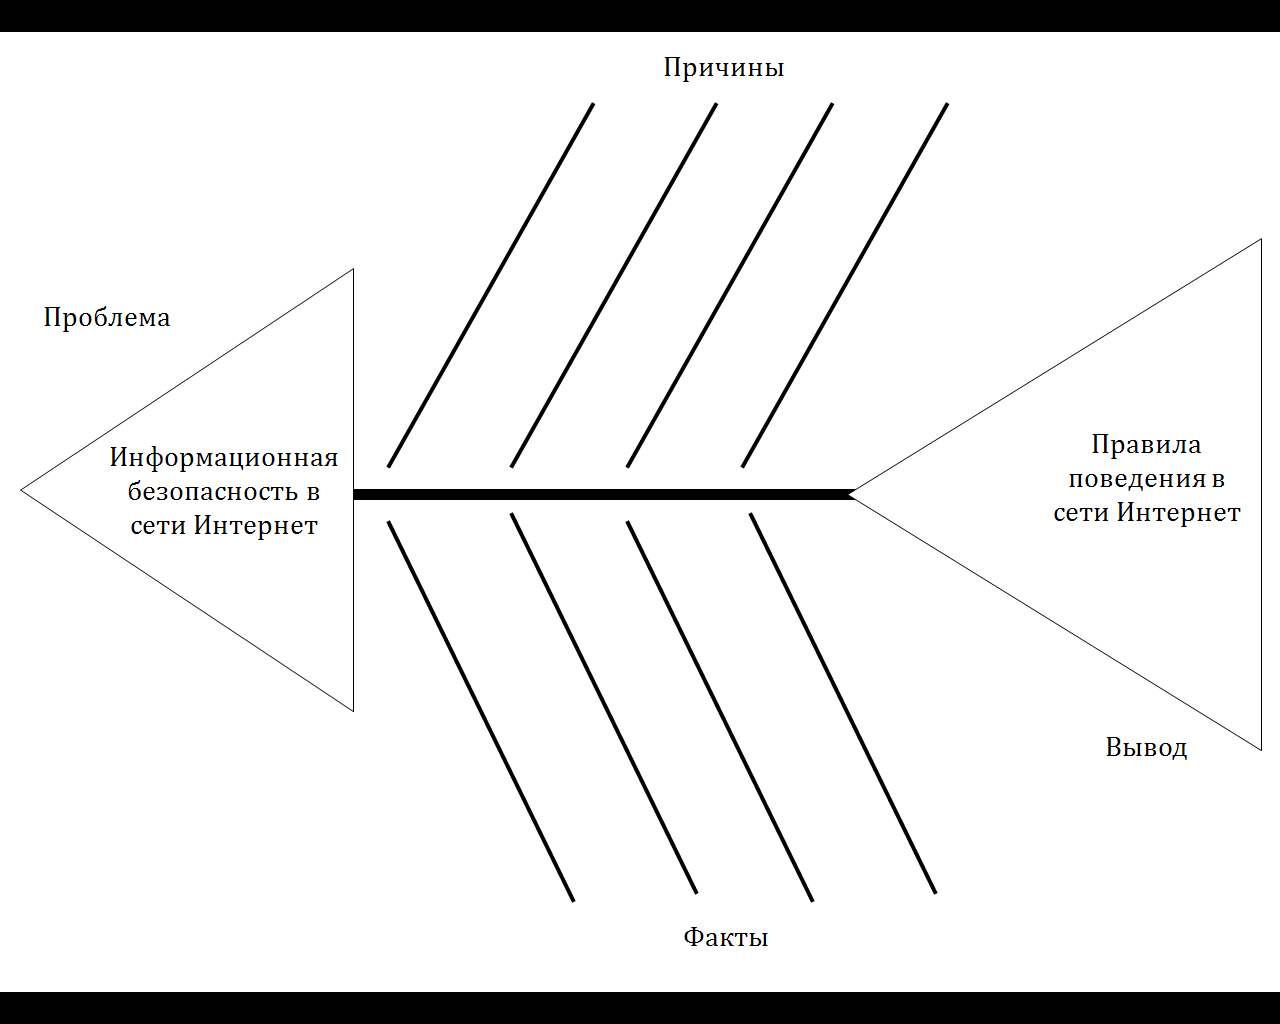 Причины
Проблема
Информационная
безопасность в
сети Интернет
Правила
поведения в
сети Интернет
Вывод
Факты